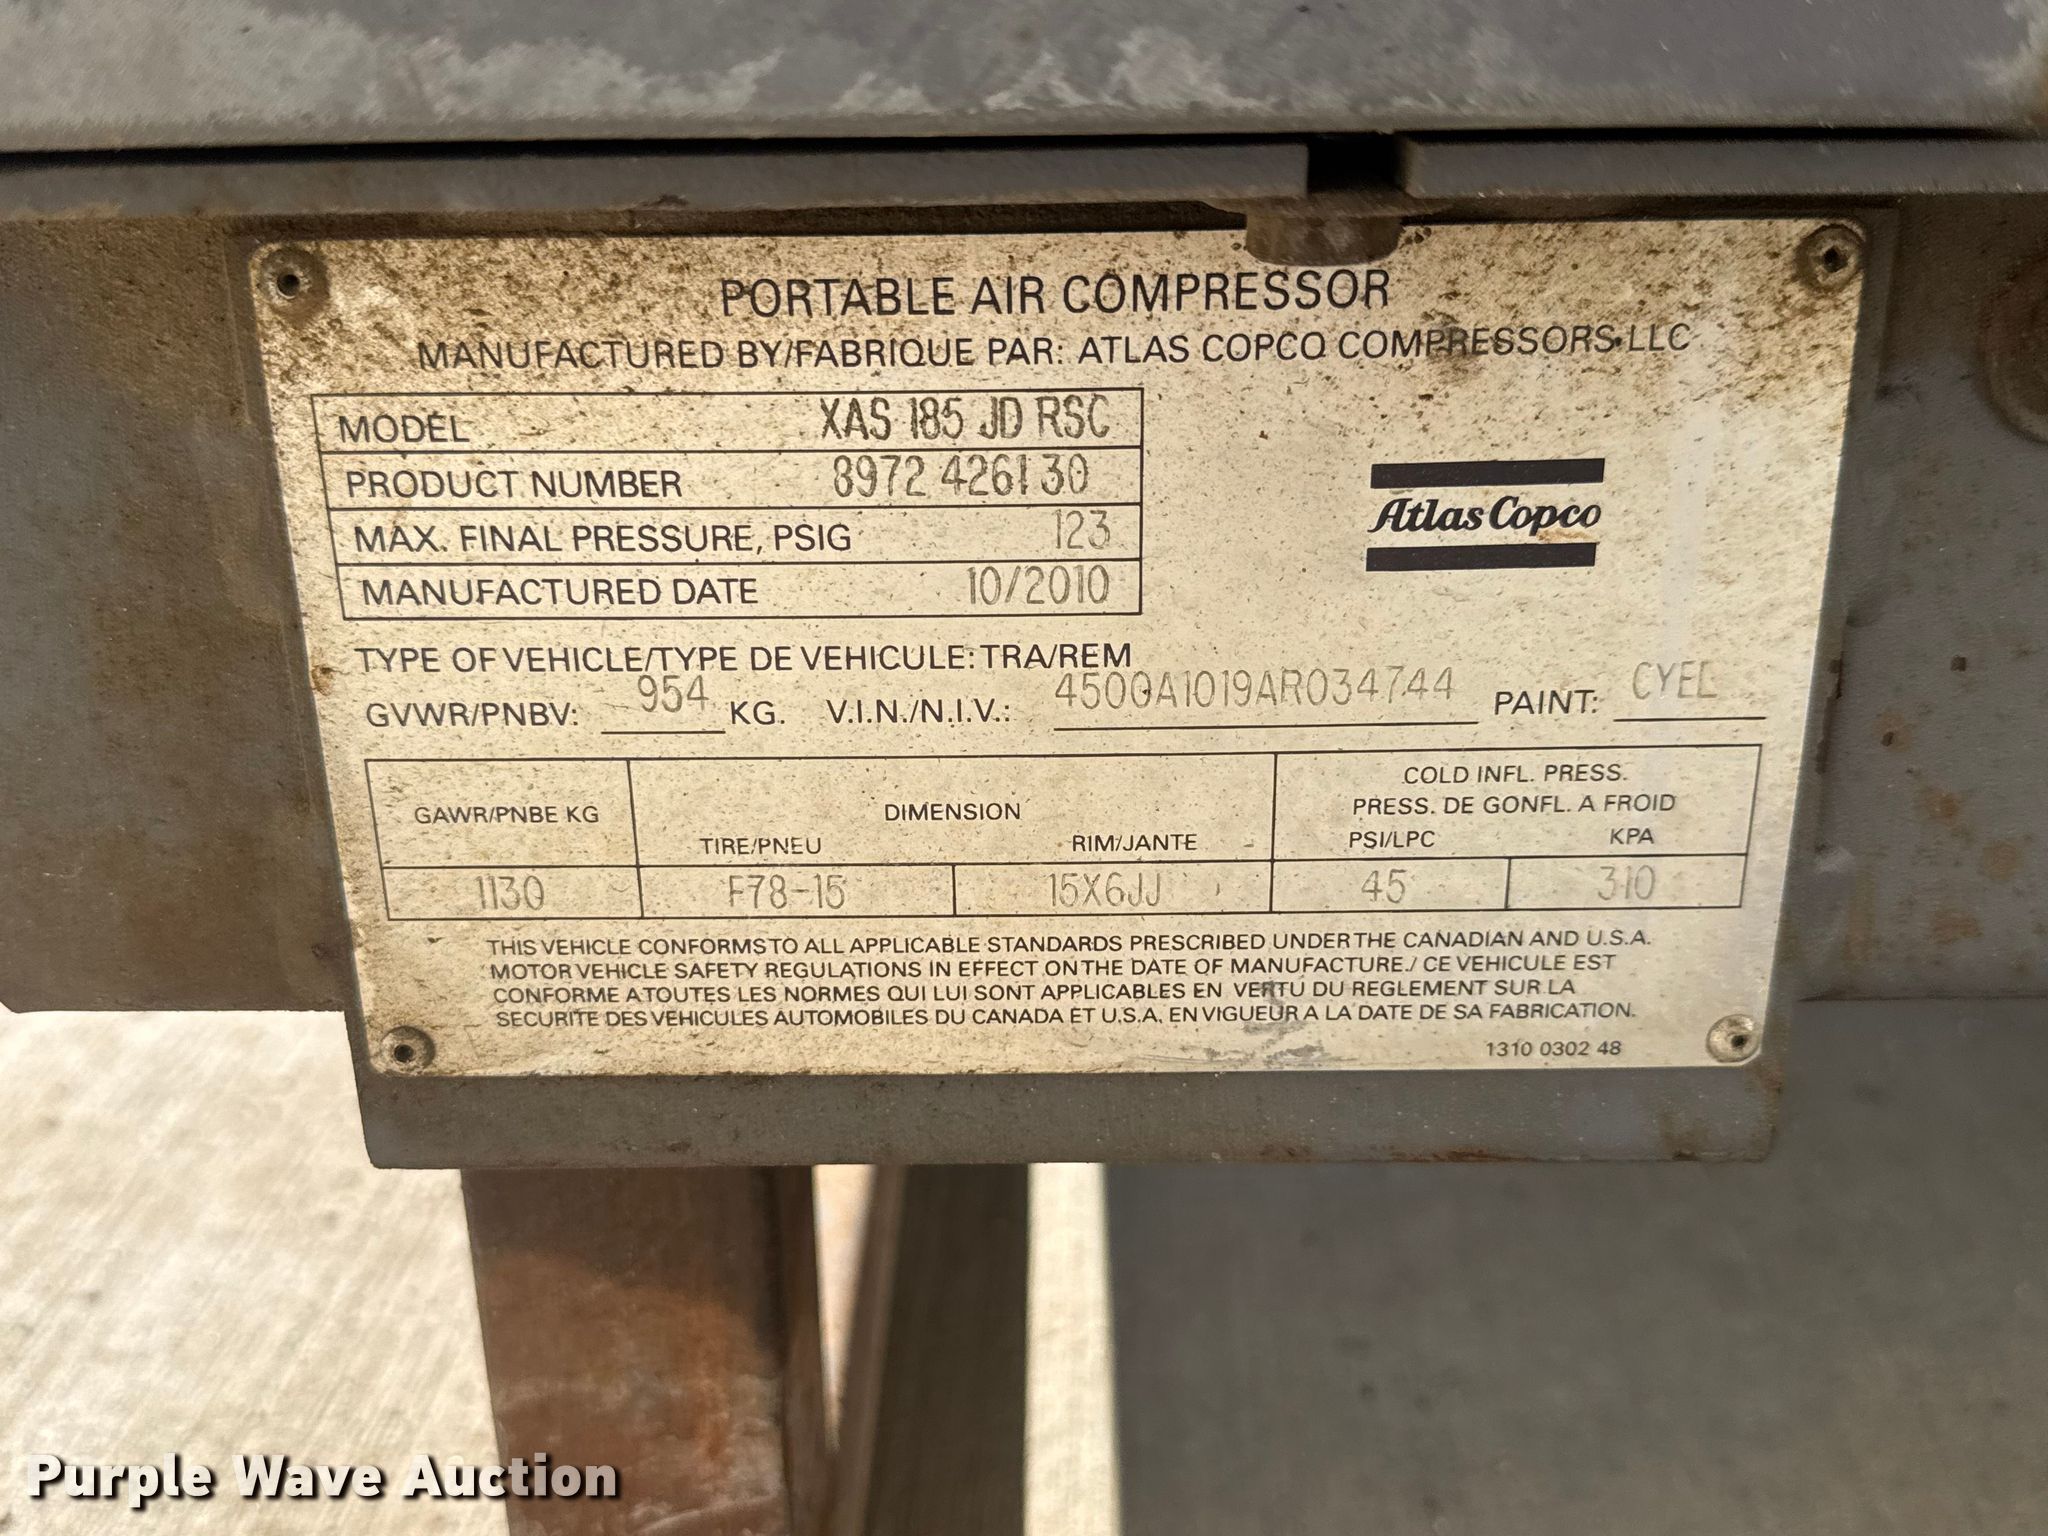 PORTABLE AIR COMPRESSOR
MANUFACTURED BY/FABRIQUE PAR: ATLAS COPCO COMPRESSORS LLC
MODEL XAS 185 JD RSC
PRODUCT NUMBER 8972 426130
MAX. FINAL PRESSURE, PSIG 123
MANUFACTURED DATE 10/2010
Atlas Copco
TYPE OF VEHICLE/TYPE DE VEHICULE: TRA/REM
GVWR/PNBV: 954 KG. V.I.N./N.I.V.: 4500A1019AR034744 PAINT: CYEL
GAWR/PNBE KG DIMENSION COLD INFL. PRESS.
PRESS. DE GONFL. A FROID
TIRE/PNEU RIM/JANTE PSI/LPC KPA
1130 F78-15 15X6JJ 45 310
THIS VEHICLE CONFORMS TO ALL APPLICABLE STANDARDS PRESCRIBED UNDER THE CANADIAN AND U.S.A.
MOTOR VEHICLE SAFETY REGULATIONS IN EFFECT ON THE DATE OF MANUFACTURE./ CE VEHICULE EST
CONFORME A TOUTES LES NORMES QUI LUI SONT APPLICABLES EN VERTU DU REGLEMENT SUR LA
SECURITE DES VEHICULES AUTOMOBILES DU CANADA ET U.S.A. EN VIGUEUR A LA DATE DE SA FABRICATION.
1310 0302 48
Purple Wave Auction